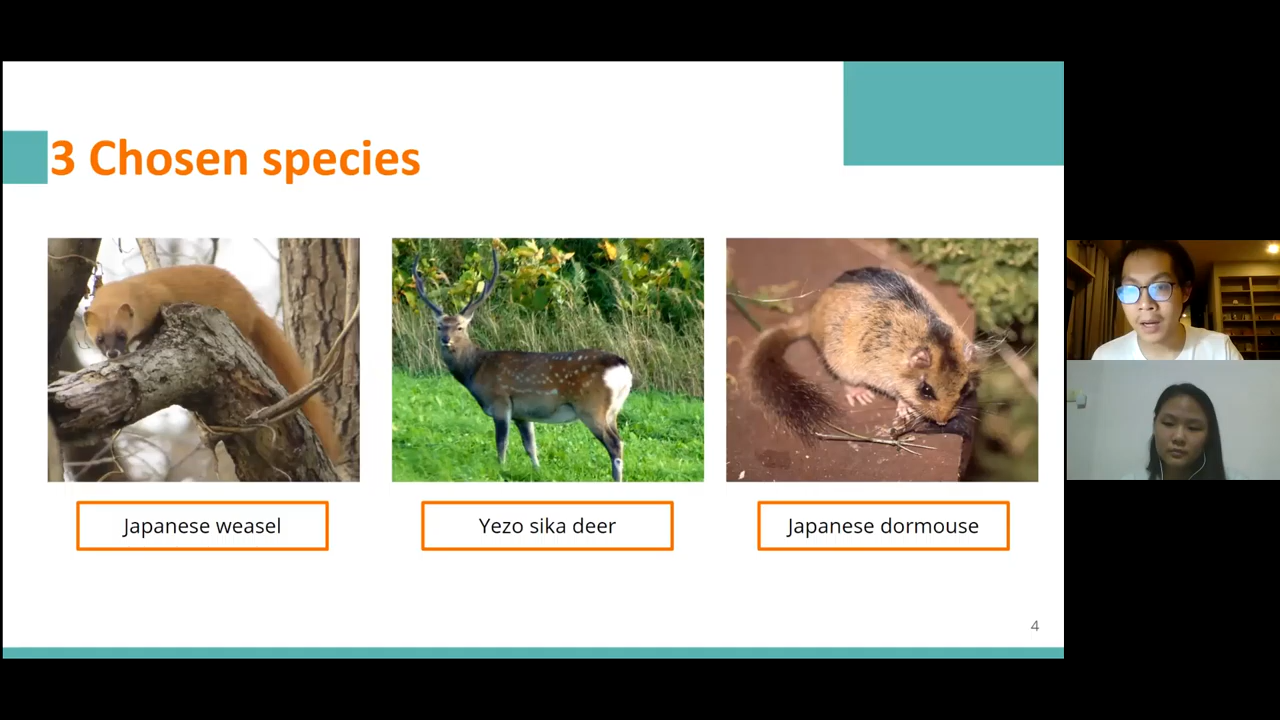 3 Chosen species
Japanese weasel
Yezo sika deer
Japanese dormouse
4